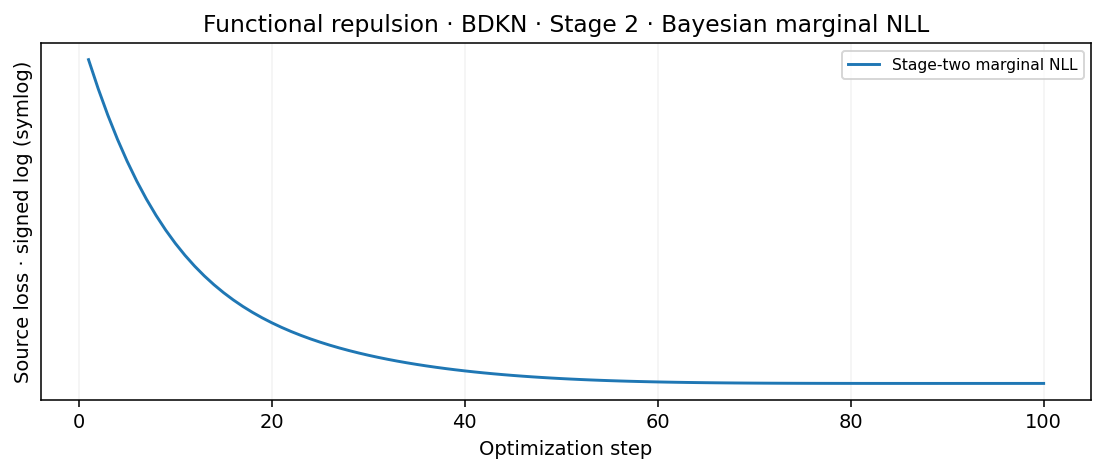 Functional repulsion · BDKN · Stage 2 · Bayesian marginal NLL
Stage-two marginal NLL
Source loss · signed log (symlog)
0 20 40 60 80 100
Optimization step